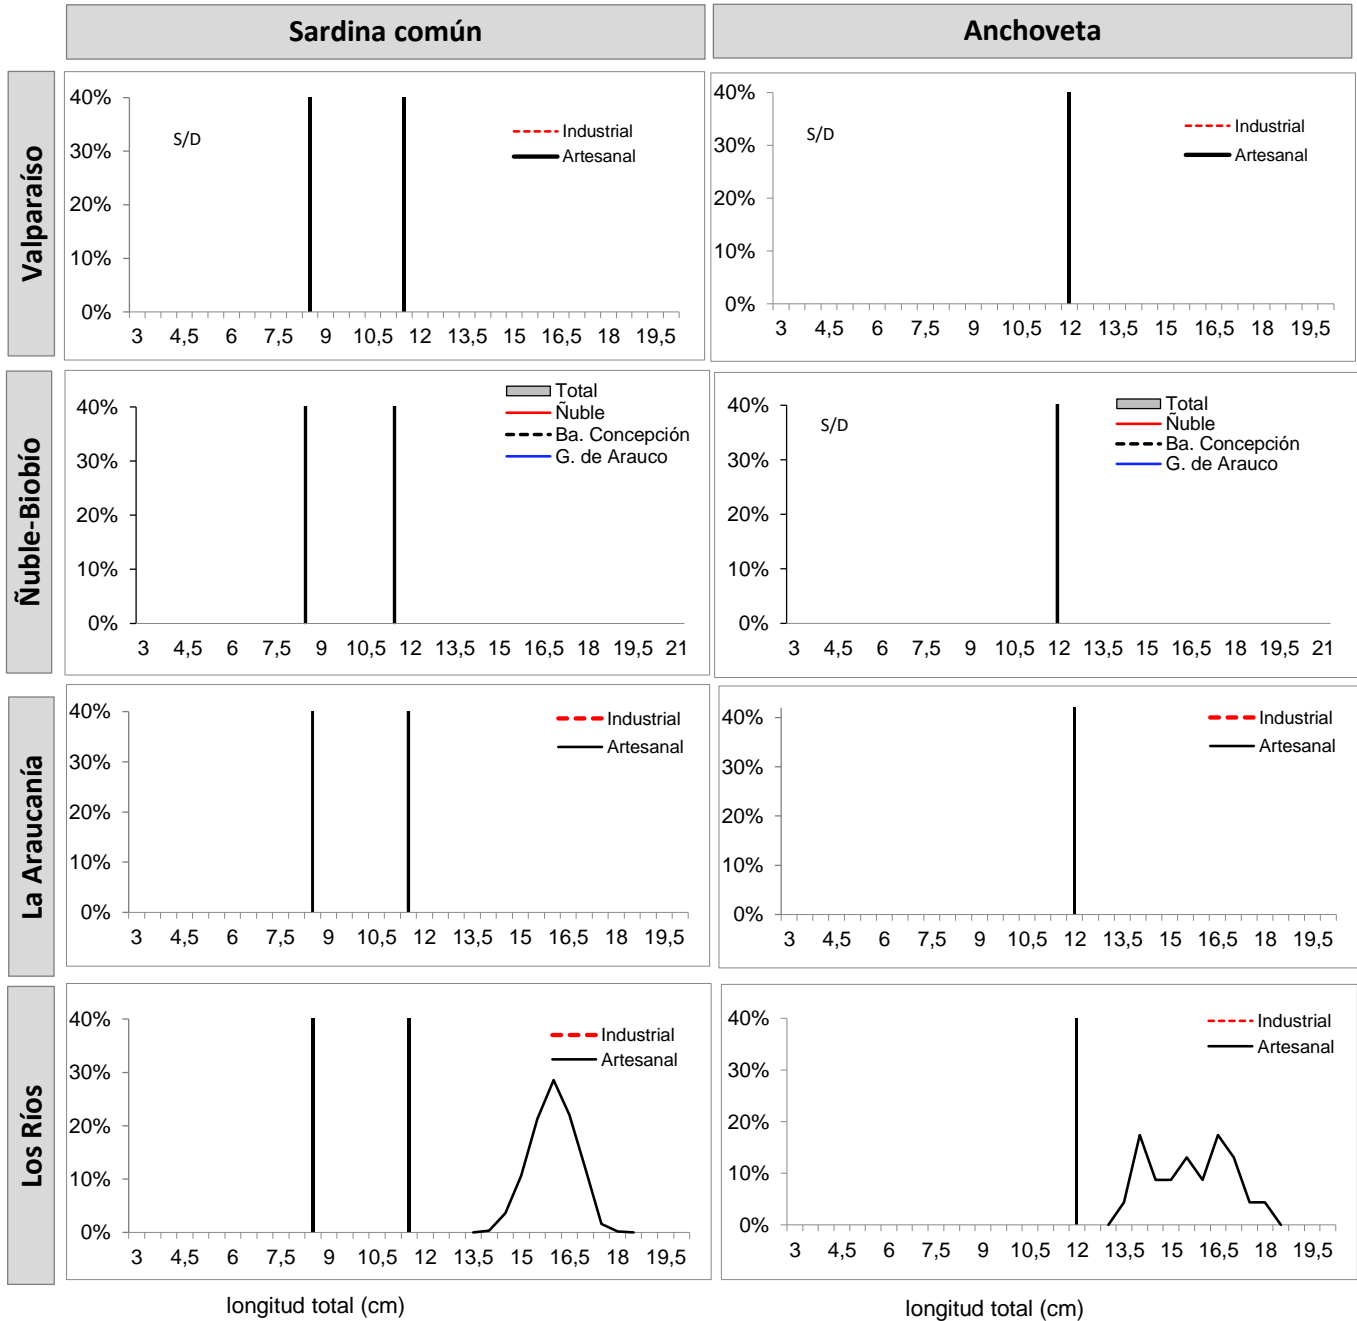 Sardina común
Anchoveta
Valparaíso
40%
30%
20%
10%
0%
S/D
Industrial
Artesanal
3 4,5 6 7,5 9 10,5 12 13,5 15 16,5 18 19,5
40%
30%
20%
10%
0%
S/D
Industrial
Artesanal
3 4,5 6 7,5 9 10,5 12 13,5 15 16,5 18 19,5
Ñuble-Biobío
40%
30%
20%
10%
0%
Total
Ñuble
Ba. Concepción
G. de Arauco
3 4,5 6 7,5 9 10,5 12 13,5 15 16,5 18 19,5 21
40%
30%
20%
10%
0%
S/D
Total
Ñuble
Ba. Concepción
G. de Arauco
3 4,5 6 7,5 9 10,5 12 13,5 15 16,5 18 19,5 21
La Araucanía
40%
30%
20%
10%
0%
Industrial
Artesanal
3 4,5 6 7,5 9 10,5 12 13,5 15 16,5 18 19,5
40%
30%
20%
10%
0%
Industrial
Artesanal
3 4,5 6 7,5 9 10,5 12 13,5 15 16,5 18 19,5
Los Ríos
40%
30%
20%
10%
0%
Industrial
Artesanal
3 4,5 6 7,5 9 10,5 12 13,5 15 16,5 18 19,5
longitud total (cm)
40%
30%
20%
10%
0%
Industrial
Artesanal
3 4,5 6 7,5 9 10,5 12 13,5 15 16,5 18 19,5
longitud total (cm)